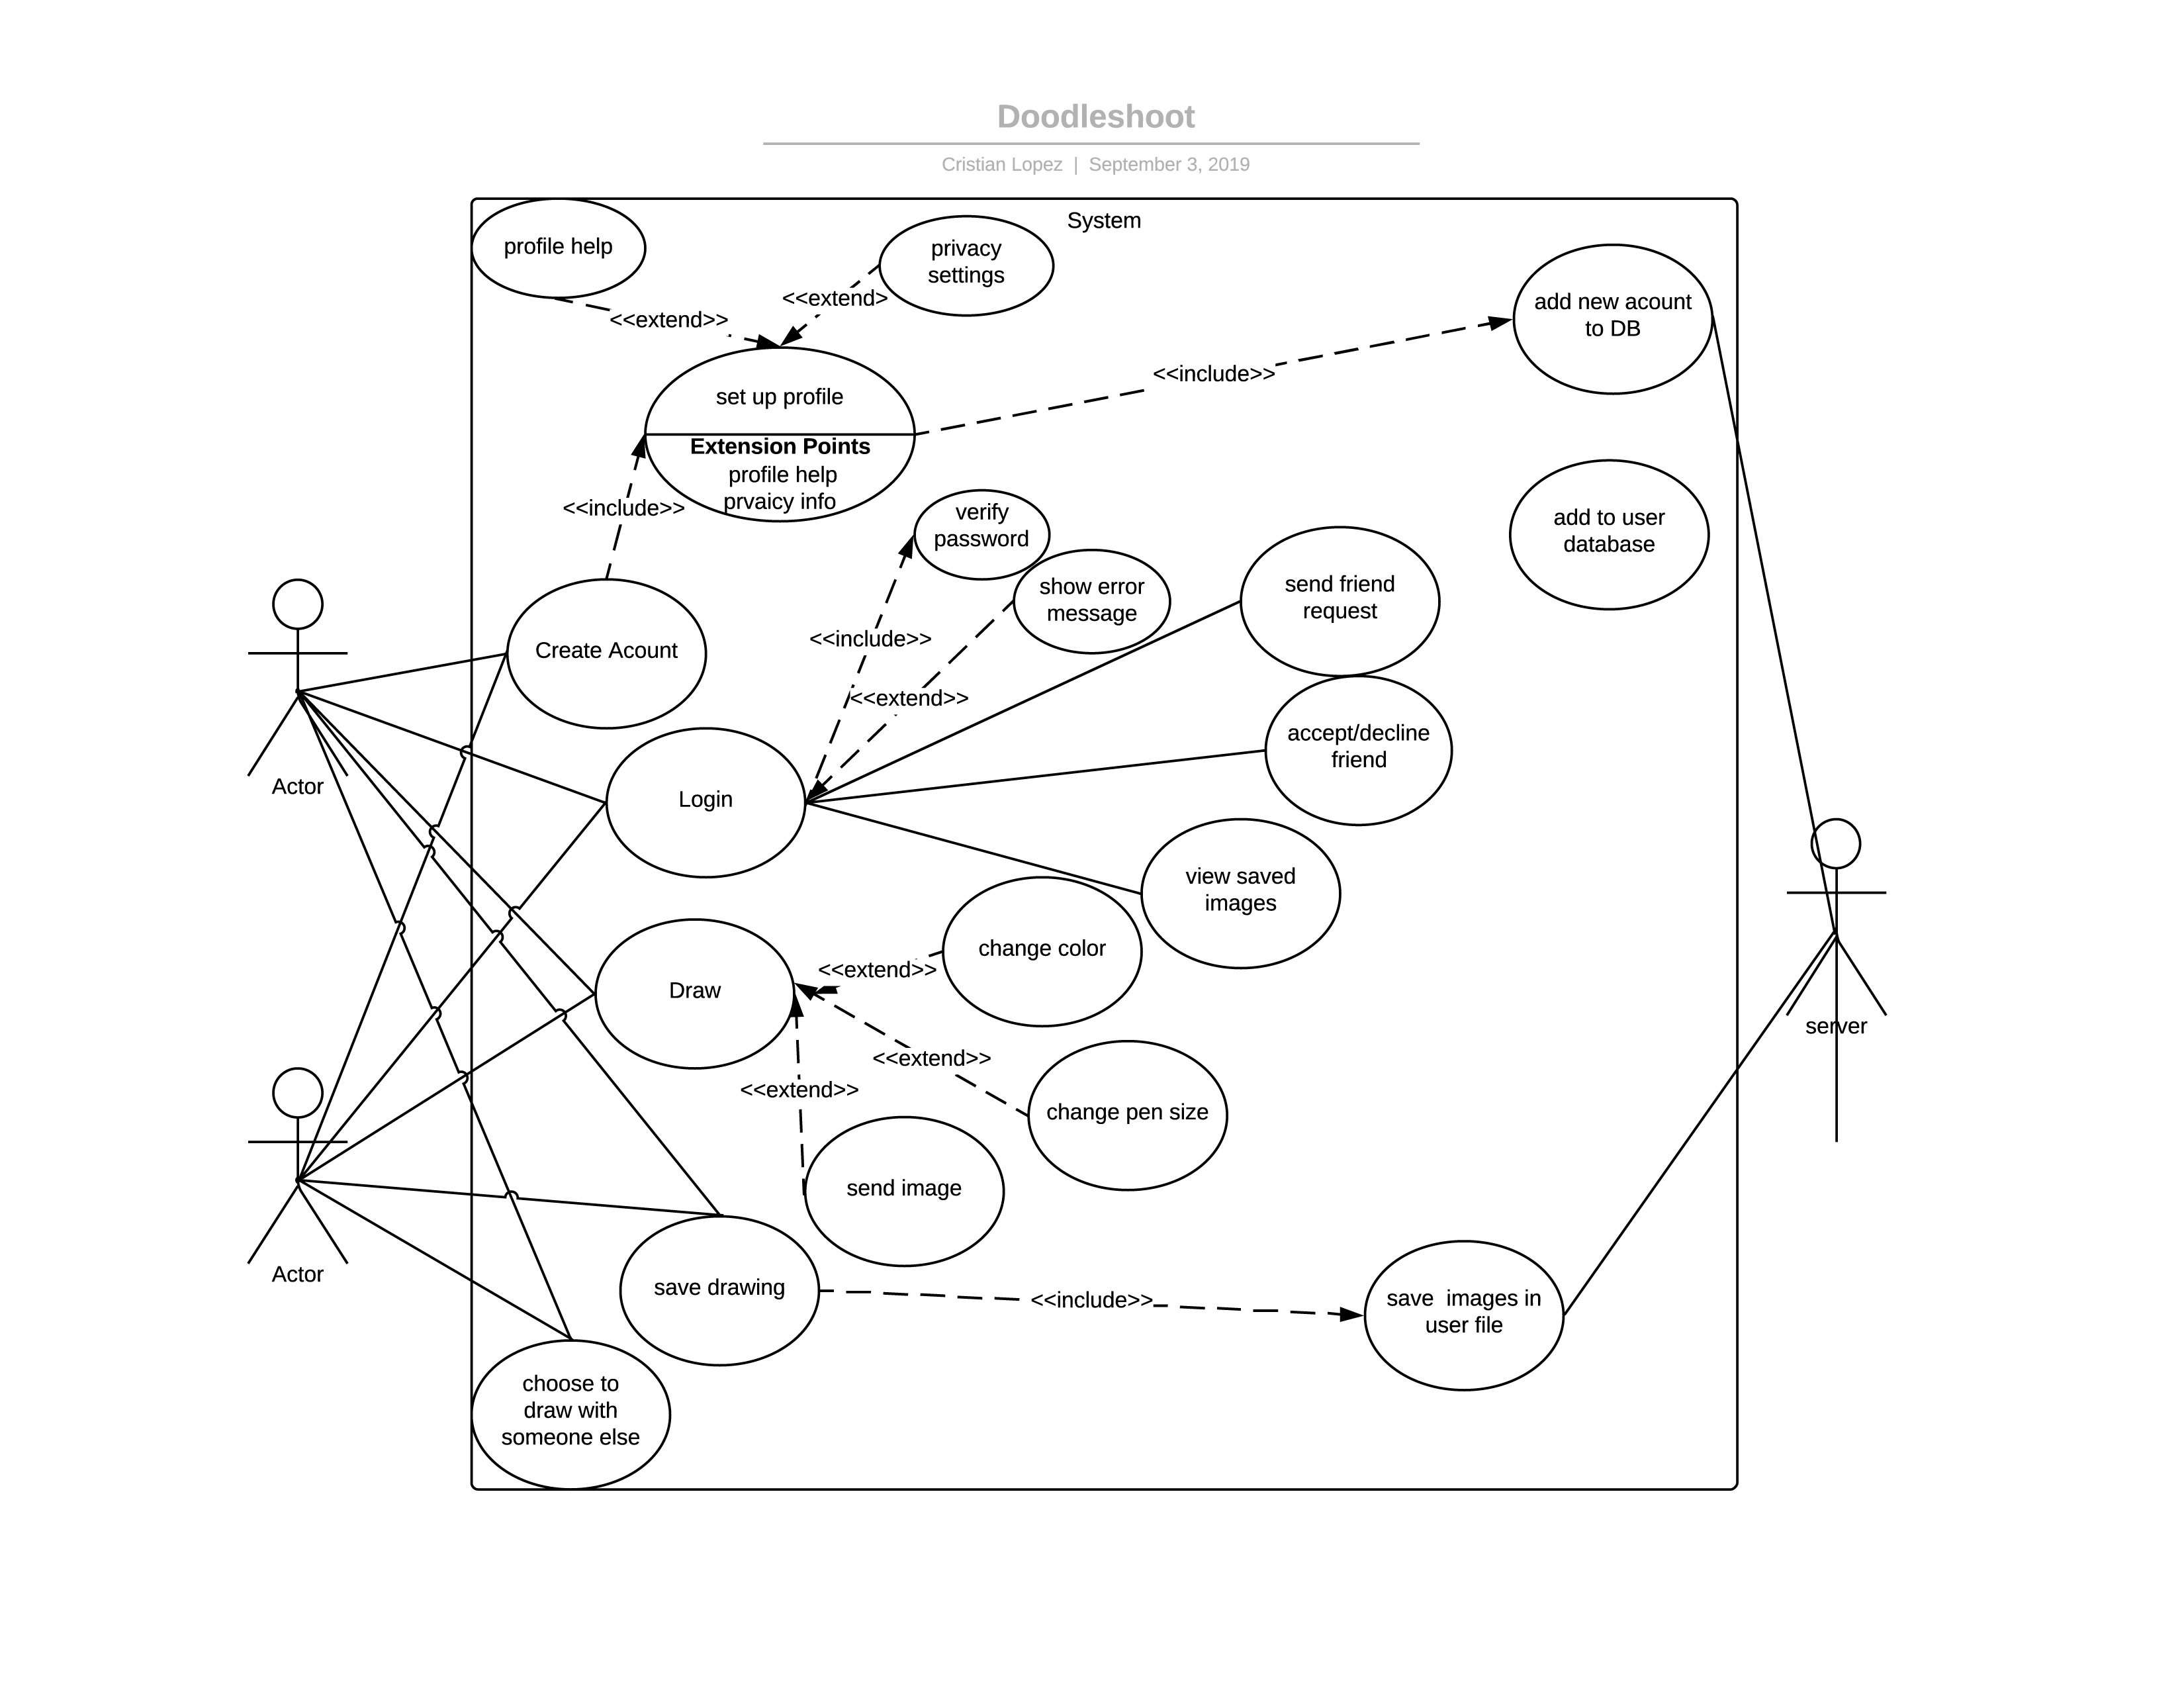 Doodleshoot
Cristian Lopez | September 3, 2019
System
profile help
privacy
settings
<<extend>
<<extend>>
add new acount
to DB
<<include>>
set up profile
Extension Points
profile help
prvaicy info
<<include>>
verify
password
add to user
database
show error
message
send friend
request
<<include>>
Create Acount
<<extend>>
accept/decline
friend
Actor
Login
view saved
images
change color
<<extend>>
Draw
server
<<extend>>
<<extend>>
change pen size
send image
Actor
save drawing
<<include>>
save  images in
user file
choose to
draw with
someone else